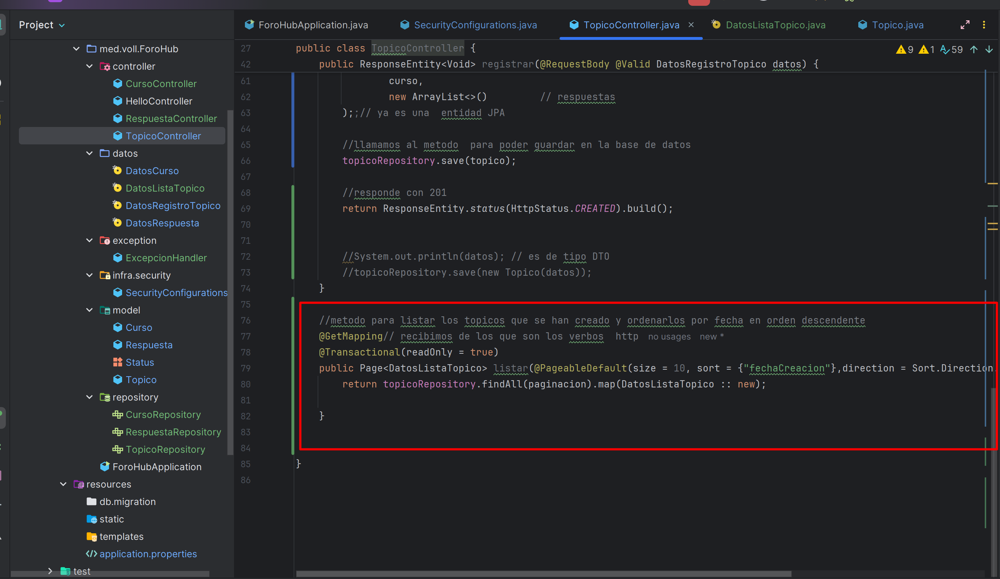 Project
ForoHubApplication.java
SecurityConfigurations.java
TopicoController.java
DatosListaTopico.java
Topico.java
med.voll.ForoHub
controller
CursoController
HelloController
RespuestaController
TopicoController
datos
DatosCurso
DatosListaTopico
DatosRegistroTopico
DatosRespuesta
exception
ExcepcionHandler
infra.security
SecurityConfigurations
model
Curso
Respuesta
Status
Topico
repository
CursoRepository
RespuestaRepository
TopicoRepository
ForoHubApplication
resources
db.migration
static
templates
application.properties
test
9 1 59
27 public class TopicoController {
42 public ResponseEntity<Void> registrar(@RequestBody @Valid DatosRegistroTopico datos) {
61 curso,
62 new ArrayList<>() // respuestas
63 );;// ya es una  entidad JPA
64
65 //llamamos al metodo  para poder guardar en la base de datos
66 topicoRepository.save(topico);
67
68 //responde con 201
69 return ResponseEntity.status(HttpStatus.CREATED).build();
70
71
72 //System.out.println(datos); // es de tipo DTO
73 //topicoRepository.save(new Topico(datos));
74 }
75
76 //metodo para listar los topicos que se han creado y ordenarlos por fecha en orden descendente
77 @GetMapping// recibimos de los que son los verbos  http no usages new *
78 @Transactional(readOnly = true)
79 public Page<DatosListaTopico> listar(@PageableDefault(size = 10, sort = {"fechaCreacion"},direction = Sort.Direction.
80 return topicoRepository.findAll(paginacion).map(DatosListaTopico :: new);
81
82 }
83
84
85 }
86